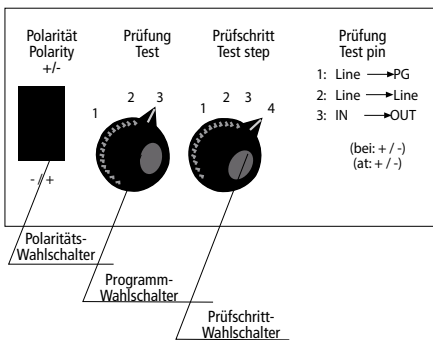 Polarität
Polarity
+/-
- / +
Prüfung
Test
1 2 3
Prüfschritt
Test step
1 2 3 4
Prüfung
Test pin
1: Line → PG
2: Line → Line
3: IN → OUT
(bei: + / -)
(at: + / -)
Polaritäts-
Wahlschalter
Programm-
Wahlschalter
Prüfschritt-
Wahlschalter